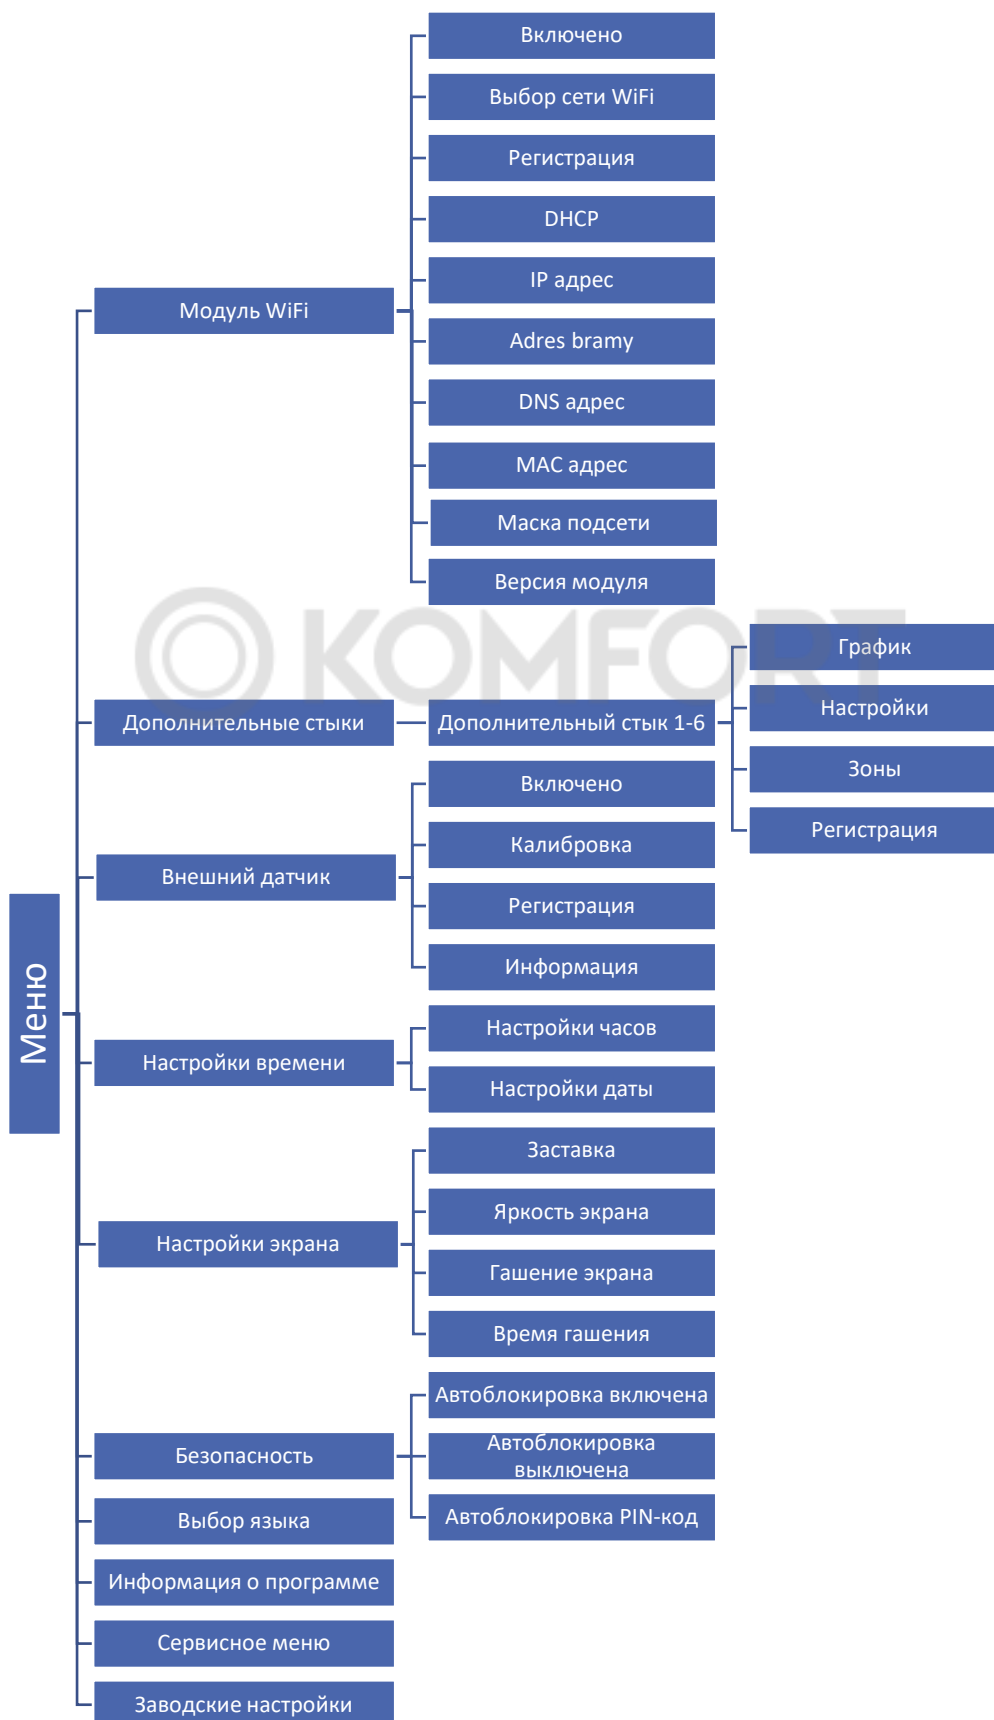 Меню
Модуль WiFi
Включено
Выбор сети WiFi
Регистрация
DHCP
IP адрес
Adres bramy
DNS адрес
MAC адрес
Маска подсети
Версия модуля
KOMFORT
Дополнительные стыки
Дополнительный стык 1-6
График
Настройки
Зоны
Регистрация
Внешний датчик
Включено
Калибровка
Регистрация
Информация
Настройки времени
Настройки часов
Настройки даты
Настройки экрана
Заставка
Яркость экрана
Гашение экрана
Время гашения
Безопасность
Автоблокировка включена
Автоблокировка
выключена
Автоблокировка PIN-код
Выбор языка
Информация о программе
Сервисное меню
Заводские настройки